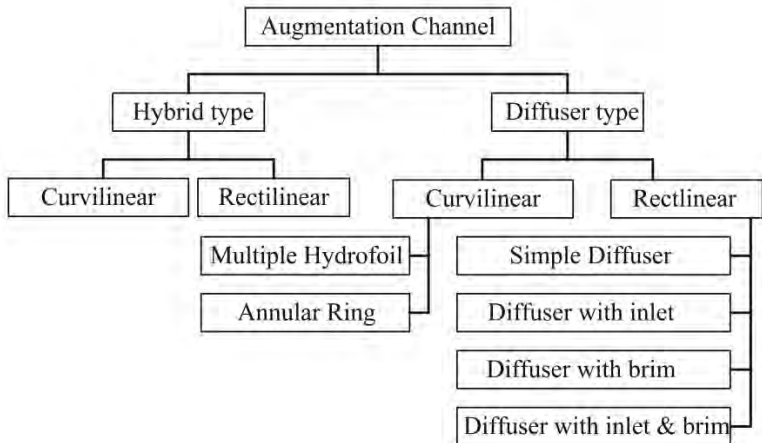 Augmentation Channel
Hybrid type
Diffuser type
Curvilinear
Rectilinear
Curvilinear
Rectlinear
Multiple Hydrofoil
Simple Diffuser
Annular Ring
Diffuser with inlet
Diffuser with brim
Diffuser with inlet & brim